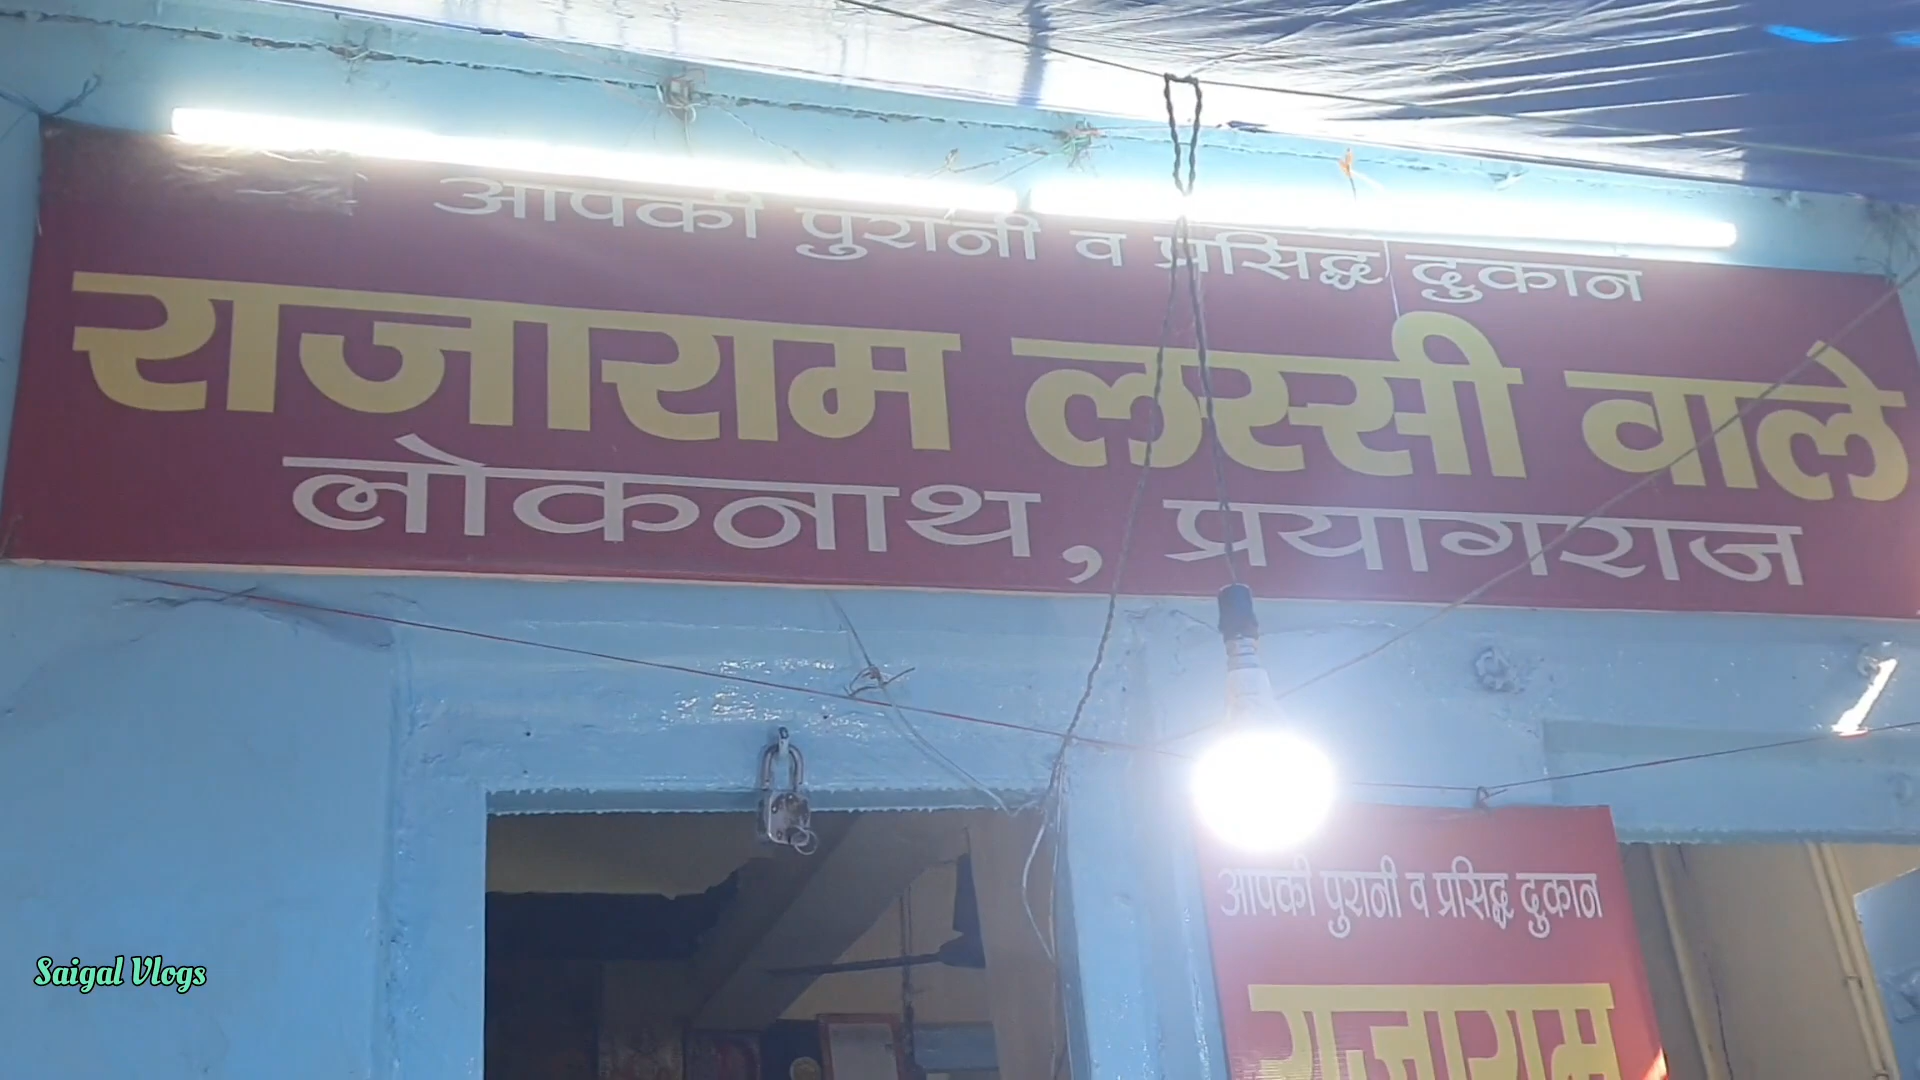 आपकी पुरानी व प्रसिद्ध दुकान
राजाराम लस्सी वाले
लोकनाथ, प्रयागराज
आपकी पुरानी व प्रसिद्ध दुकान
राजाराम
Saigal Vlogs